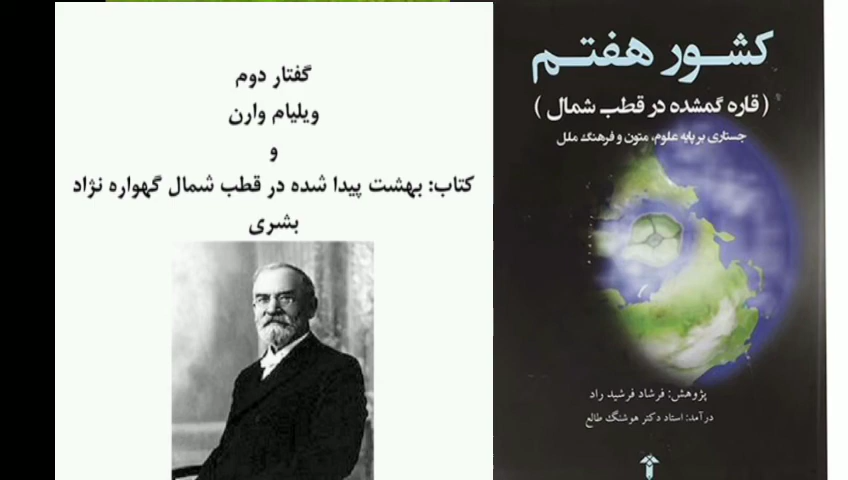 گفتار دوم
ویلیام وارن
و
کتاب: بهشت پیدا شده در قطب شمال گهواره نژاد
بشری
کشور هفتم
( قاره گمشده در قطب شمال )
جستاری بر پایه علوم، متون و فرهنگ ملل
پژوهش: فرشاد فرشید راد
درآمد: استاد دکتر هوشنگ طالع